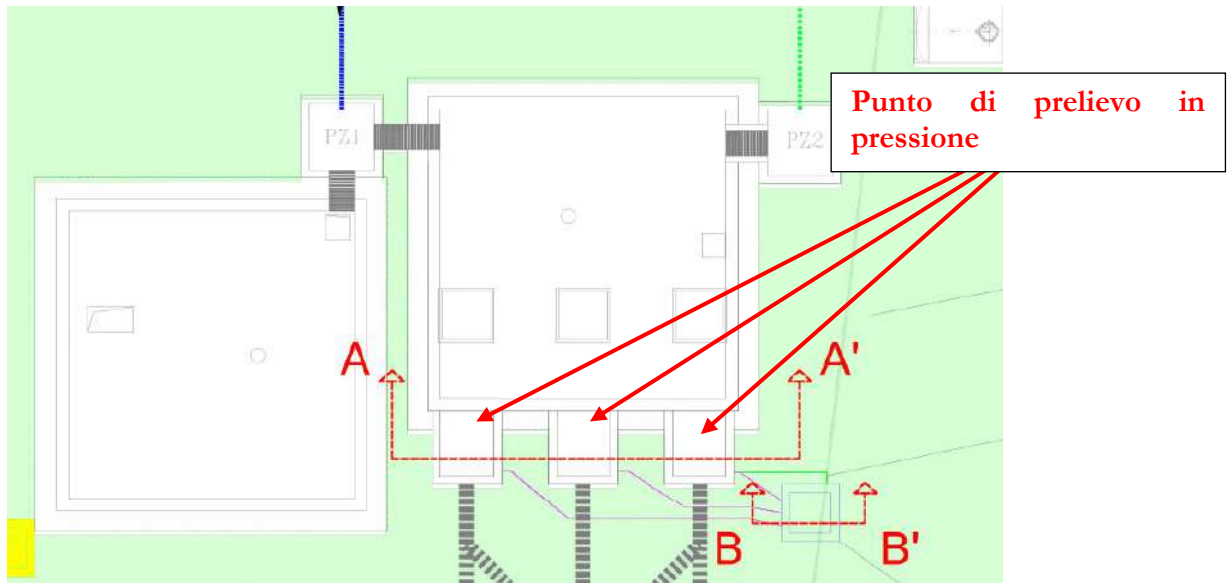 PZ1
PZ2
Punto di prelievo in
pressione
A
A'
B
B'